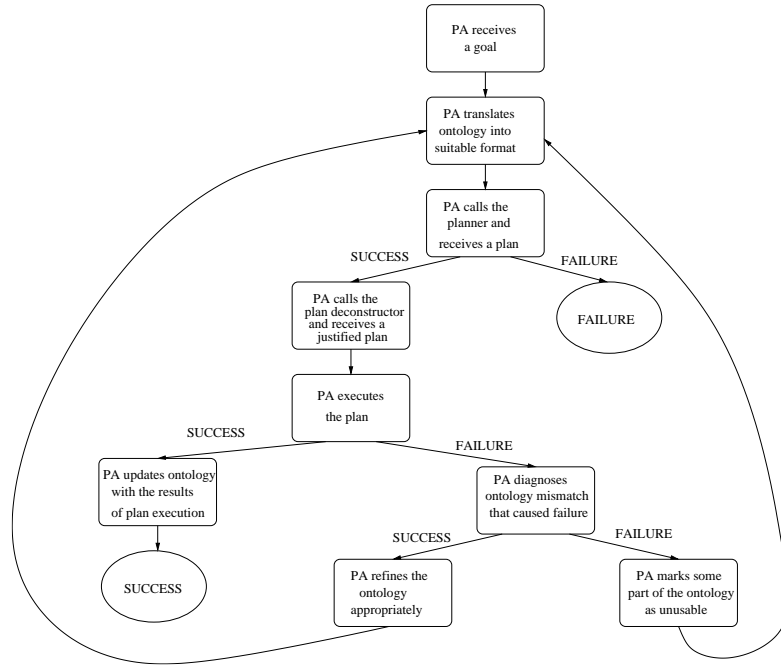 PA receives
a goal
PA translates
ontology into
suitable format
PA calls the
planner and
receives a plan
SUCCESS
FAILURE
PA calls the
plan deconstructor
and receives a
justified plan
FAILURE
PA executes
the plan
SUCCESS
FAILURE
PA updates ontology
with the results
of plan execution
PA diagnoses
ontology mismatch
that caused failure
SUCCESS
FAILURE
SUCCESS
PA refines the
ontology
appropriately
PA marks some
part of the ontology
as unusable